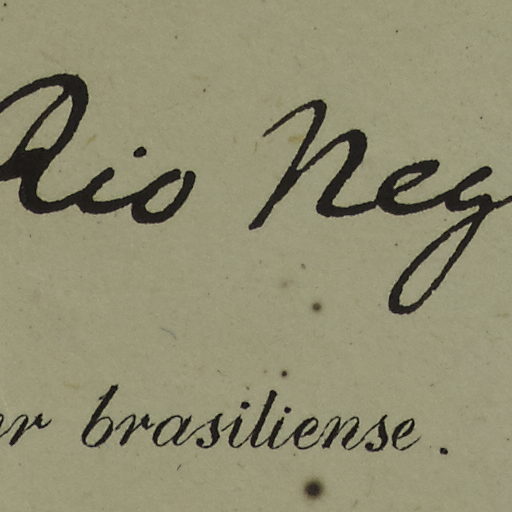 Rio Neg
r brasiliense.